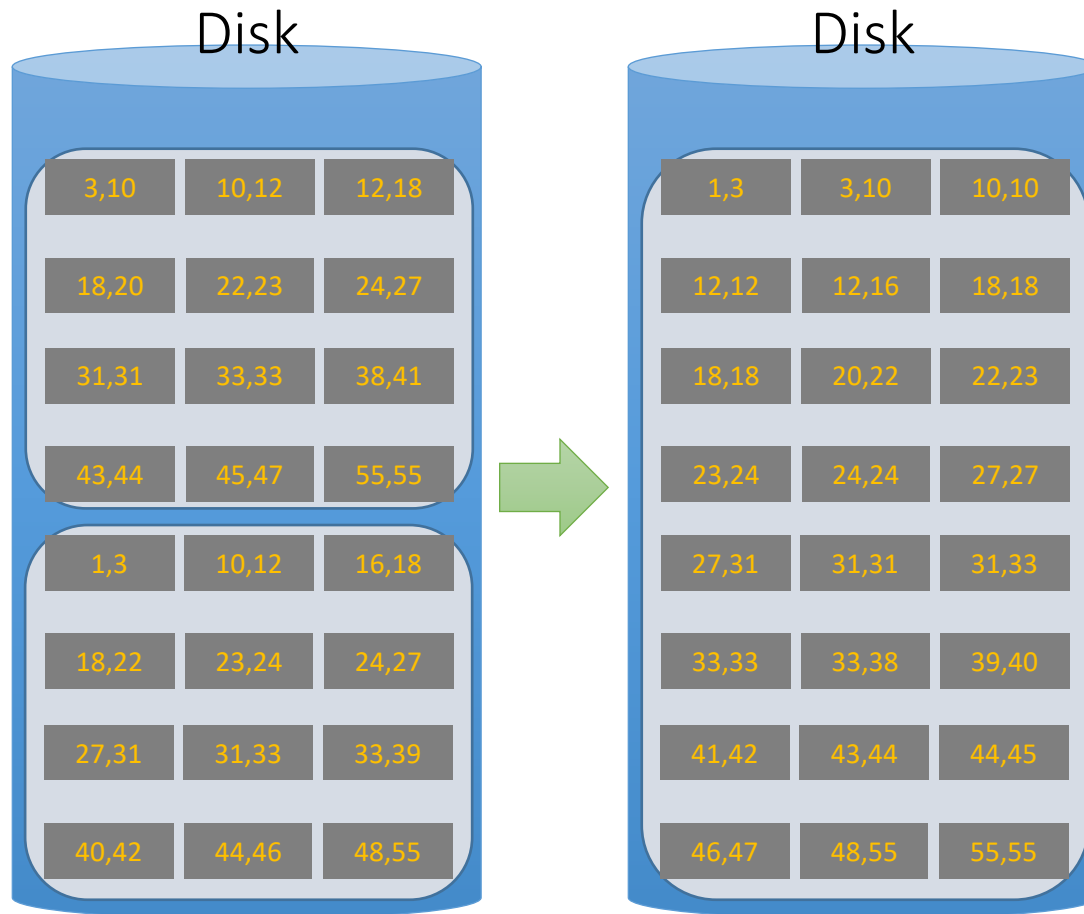 Disk
3,10 10,12 12,18
18,20 22,23 24,27
31,31 33,33 38,41
43,44 45,47 55,55
1,3 10,12 16,18
18,22 23,24 24,27
27,31 31,33 33,39
40,42 44,46 48,55
Disk
1,3 3,10 10,10
12,12 12,16 18,18
18,18 20,22 22,23
23,24 24,24 27,27
27,31 31,31 31,33
33,33 33,38 39,40
41,42 43,44 44,45
46,47 48,55 55,55